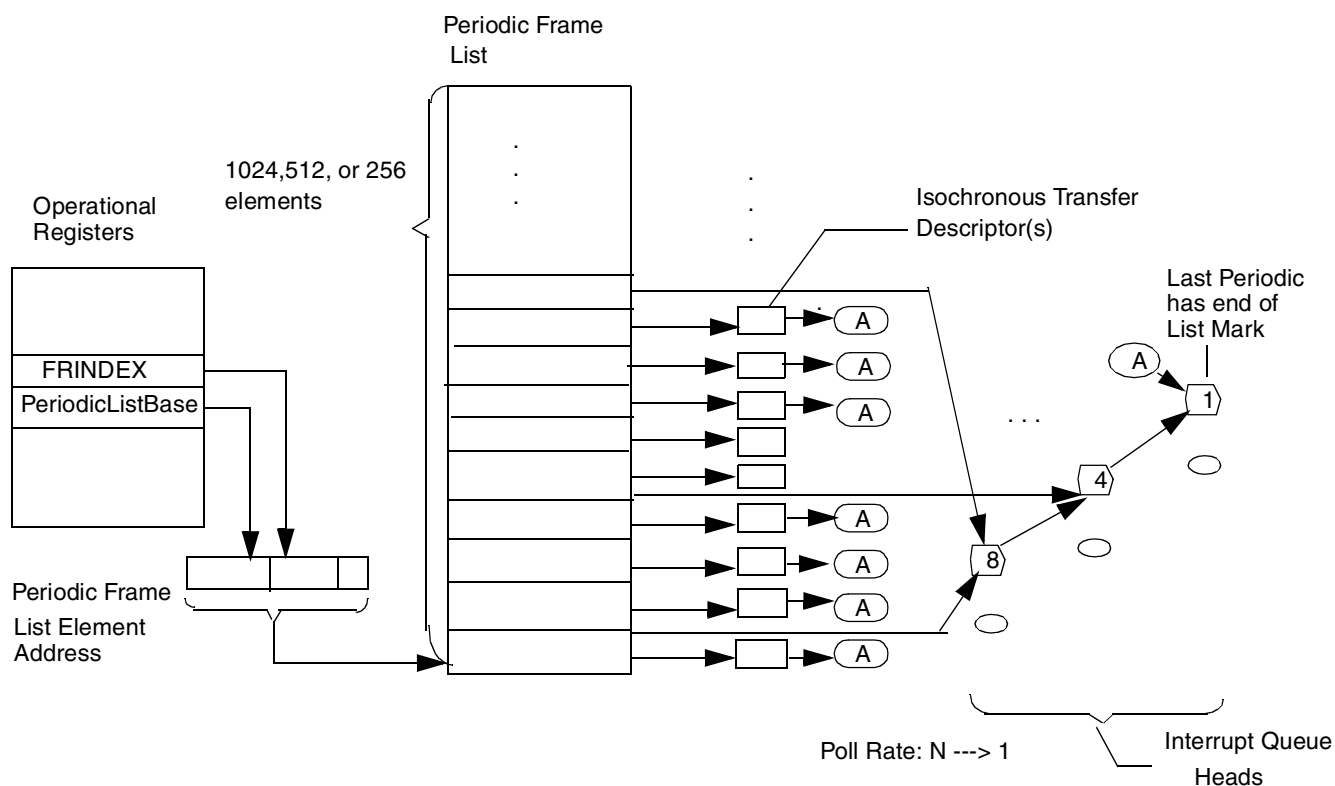 Periodic Frame
List
1024,512, or 256
elements
Operational
Registers
Isochronous Transfer
Descriptor(s)
Last Periodic
has end of
List Mark
FRINDEX
PeriodicListBase
A
A
A
A
1
. . .
4
A
A
8
A
A
Periodic Frame
List Element
Address
Poll Rate: N ---> 1
Interrupt Queue
Heads